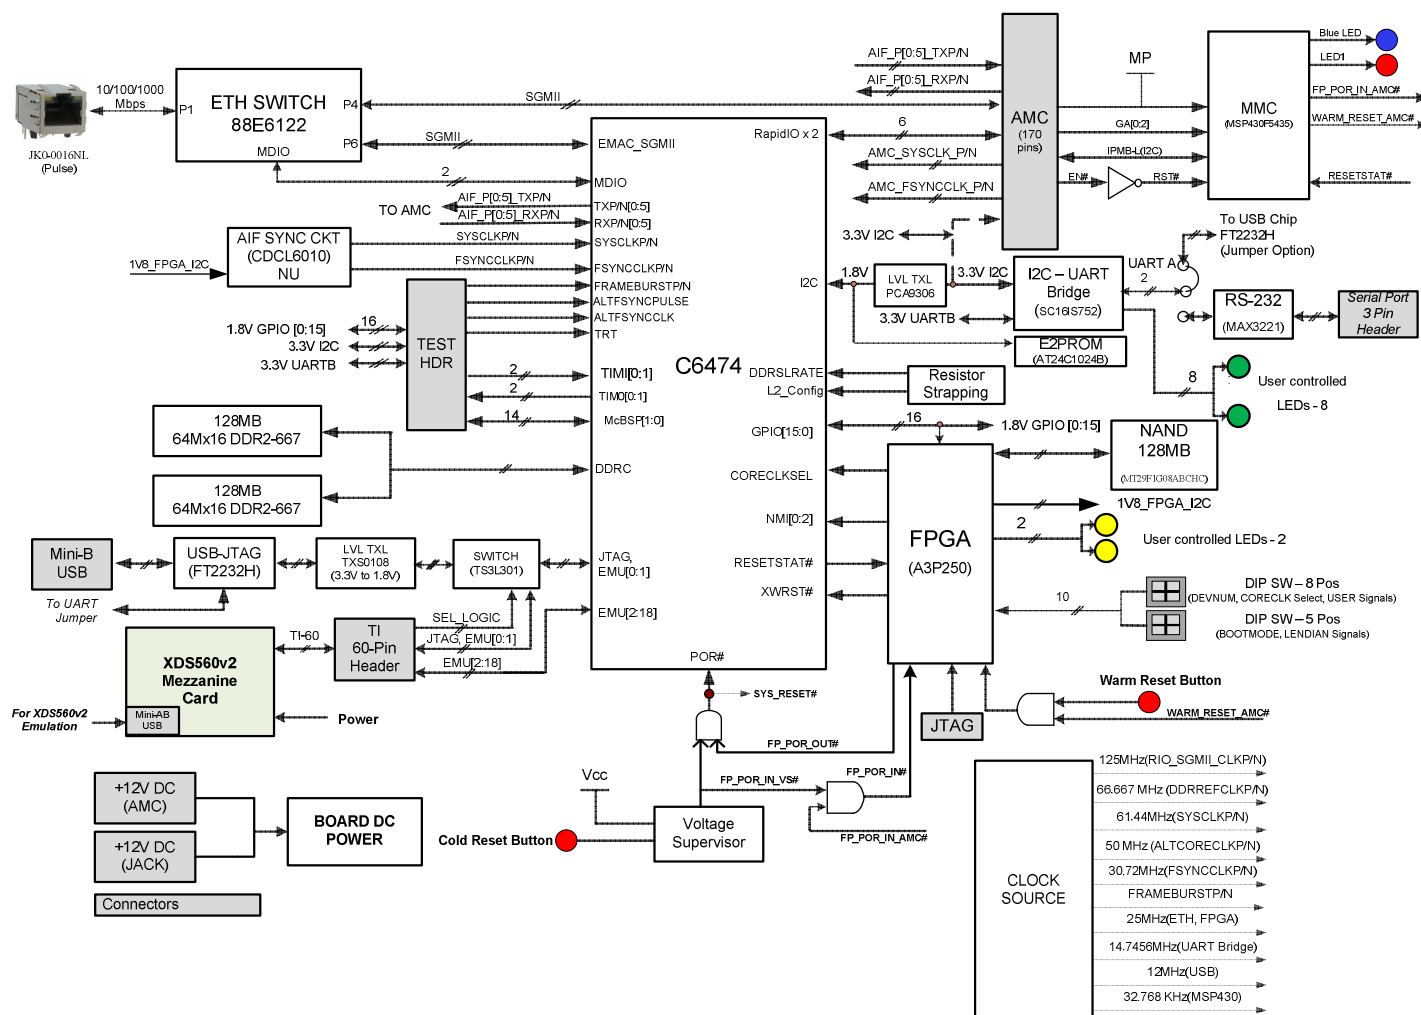 10/100/1000
Mbps
JK0-0016NL
(Pulse)
P1
ETH SWITCH
88E6122
MDIO
P4
P6
SGMII
SGMII
2
AIF_P[0:5]_TXP/N
AIF_P[0:5]_RXP/N
TO AMC
AIF SYNC CKT
(CDCL6010)
NU
1V8_FPGA_I2C
SYSCLKP/N
FSYNCCLKP/N
TEST
HDR
16
1.8V GPIO [0:15]
3.3V I2C
3.3V UARTB
2
2
14
128MB
64Mx16 DDR2-667
128MB
64Mx16 DDR2-667
Mini-B
USB
USB-JTAG
(FT2232H)
LVL TXL
TXS0108
(3.3V to 1.8V)
SWITCH
(TS3L301)
To UART
Jumper
XDS560v2
Mezzanine
Card
Mini-AB
USB
For XDS560v2
Emulation
Power
TI-60
TI
60-Pin
Header
SEL_LOGIC
JTAG, EMU[0:1]
EMU[2:18]
C6474
EMAC_SGMII
MDIO
TXP/N[0:5]
RXP/N[0:5]
SYSCLKP/N
FSYNCCLKP/N
FRAMEBURSTP/N
ALTFSYNCPULSE
ALTFSYNCCLK
TRT
TIMI[0:1]
TIM0[0:1]
McBSP[1:0]
DDRC
JTAG,
EMU[0:1]
EMU[2:18]
POR#
RapidIO x 2
I2C
DDRSLRATE
L2_Config
GPIO[15:0]
CORECLKSEL
NMI[0:2]
RESETSTAT#
XWRST#
AIF_P[0:5]_TXP/N
AIF_P[0:5]_RXP/N
6
AMC_SYSCLK_P/N
AMC_FSYNCCLK_P/N
3.3V I2C
AMC
(170
pins)
MP
GA[0:2]
IPMB-L(I2C)
EN#
RST#
MMC
(MSP430F5435)
Blue LED
LED1
FP_POR_IN_AMC#
WARM_RESET_AMC#
RESETSTAT#
1.8V
LVL TXL
PCA9306
3.3V I2C
3.3V UARTB
I2C – UART
Bridge
(SC16IS752)
E2PROM
(AT24C1024B)
UART A
2
To USB Chip
FT2232H
(Jumper Option)
RS-232
(MAX3221)
Serial Port
3 Pin
Header
8
User controlled
LEDs - 8
Resistor
Strapping
16
1.8V GPIO [0:15]
NAND
128MB
(MT29F1G08ABCHC)
FPGA
(A3P250)
1V8_FPGA_I2C
2
User controlled LEDs - 2
10
DIP SW – 8 Pos
(DEVNUM, CORECLK Select, USER Signals)
DIP SW – 5 Pos
(BOOTMODE, LENDIAN Signals)
JTAG
Warm Reset Button
WARM_RESET_AMC#
SYS_RESET#
FP_POR_OUT#
FP_POR_IN_VS#
FP_POR_IN#
FP_POR_IN_AMC#
Vcc
Voltage
Supervisor
Cold Reset Button
+12V DC
(AMC)
+12V DC
(JACK)
BOARD DC
POWER
Connectors
CLOCK
SOURCE
125MHz(RIO_SGMII_CLKP/N)
66.667 MHz (DDRREFCLKP/N)
61.44MHz(SYSCLKP/N)
50 MHz (ALTCORECLKP/N)
30.72MHz(FSYNCCLKP/N)
FRAMEBURSTP/N
25MHz(ETH, FPGA)
14.7456MHz(UART Bridge)
12MHz(USB)
32.768 KHz(MSP430)